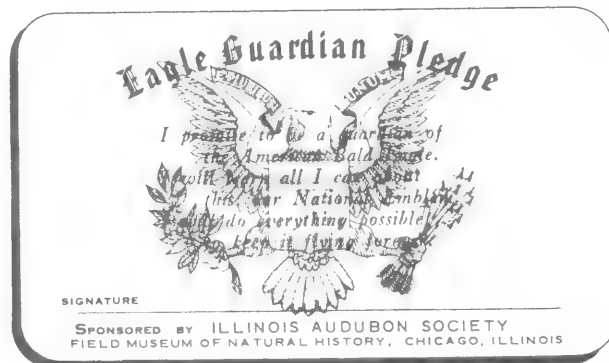 Eagle Guardian Pledge
E PLURIBUS UNUM
I promise to be a guardian of
the American Bald Eagle.
will learn all I can about
this, our National Emblem
and do everything possible
keep it flying
SIGNATURE
SPONSORED BY ILLINOIS AUDUBON SOCIETY
FIELD MUSEUM OF NATURAL HISTORY, CHICAGO, ILLINOIS